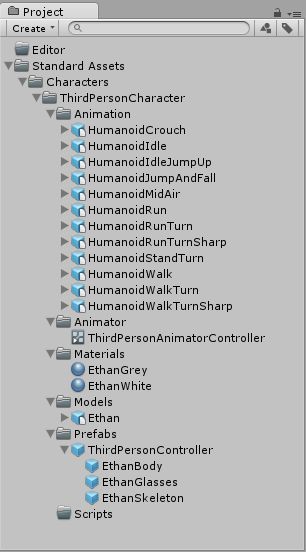 Project
Create
Editor
Standard Assets
Characters
ThirdPersonCharacter
Animation
HumanoidCrouch
HumanoidIdle
HumanoidIdleJumpUp
HumanoidJumpAndFall
HumanoidMidAir
HumanoidRun
HumanoidRunTurn
HumanoidRunTurnSharp
HumanoidStandTurn
HumanoidWalk
HumanoidWalkTurn
HumanoidWalkTurnSharp
Animator
ThirdPersonAnimatorController
Materials
EthanGrey
EthanWhite
Models
Ethan
Prefabs
ThirdPersonController
EthanBody
EthanGlasses
EthanSkeleton
Scripts